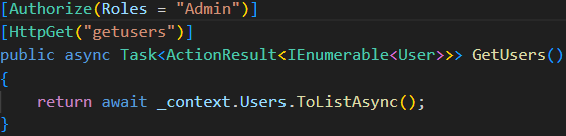 [Authorize(Roles = "Admin")]
[HttpGet("getusers")]
public async Task<ActionResult<IEnumerable<User>>> GetUsers()
{
    return await _context.Users.ToListAsync();
}